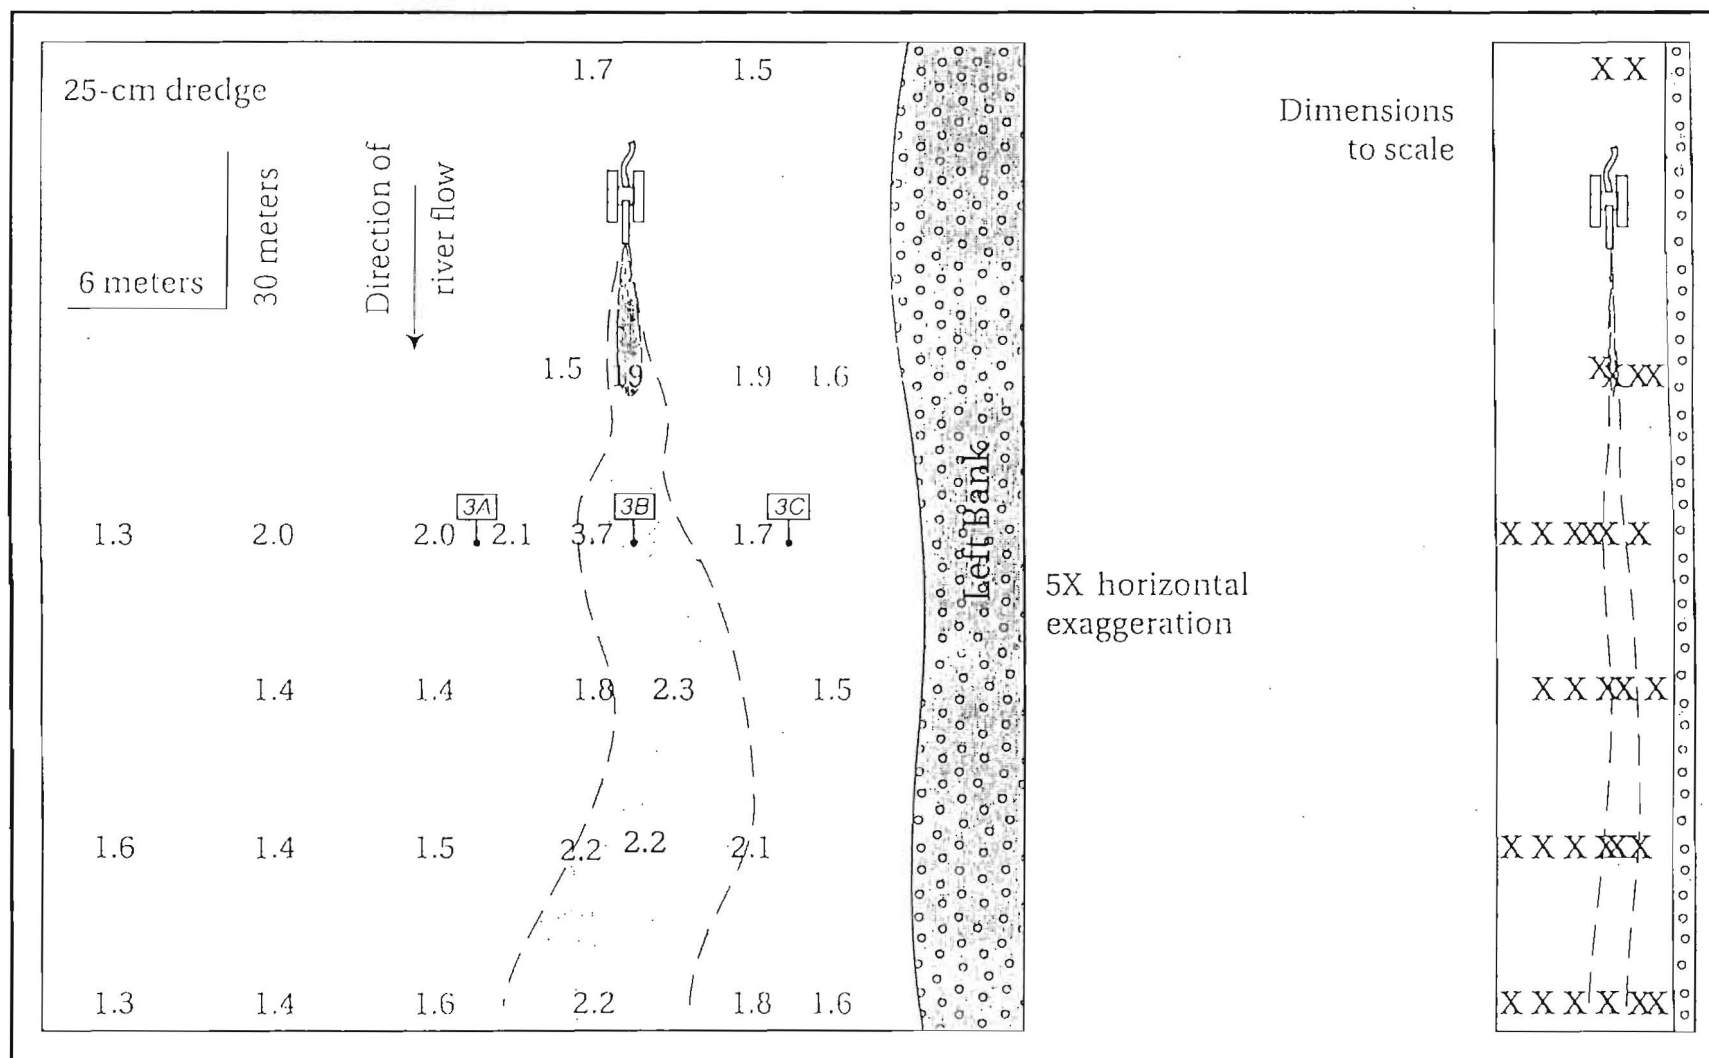 1.7 1.5
25-cm dredge
Direction of
river flow
30 meters
6 meters
1.5 1.9 1.9 1.6
3A 3B 3C
1.3 2.0 2.0 2.1 3.7 1.7
Left Bank
1.4 1.4 1.8 2.3 1.5
1.6 1.4 1.5 2.2 2.2 2.1
1.3 1.4 1.6 2.2 1.8 1.6
5X horizontal
exaggeration
Dimensions
to scale
X X
X X X X
X X X X X X
X X X X X
X X X X X X
X X X X X X